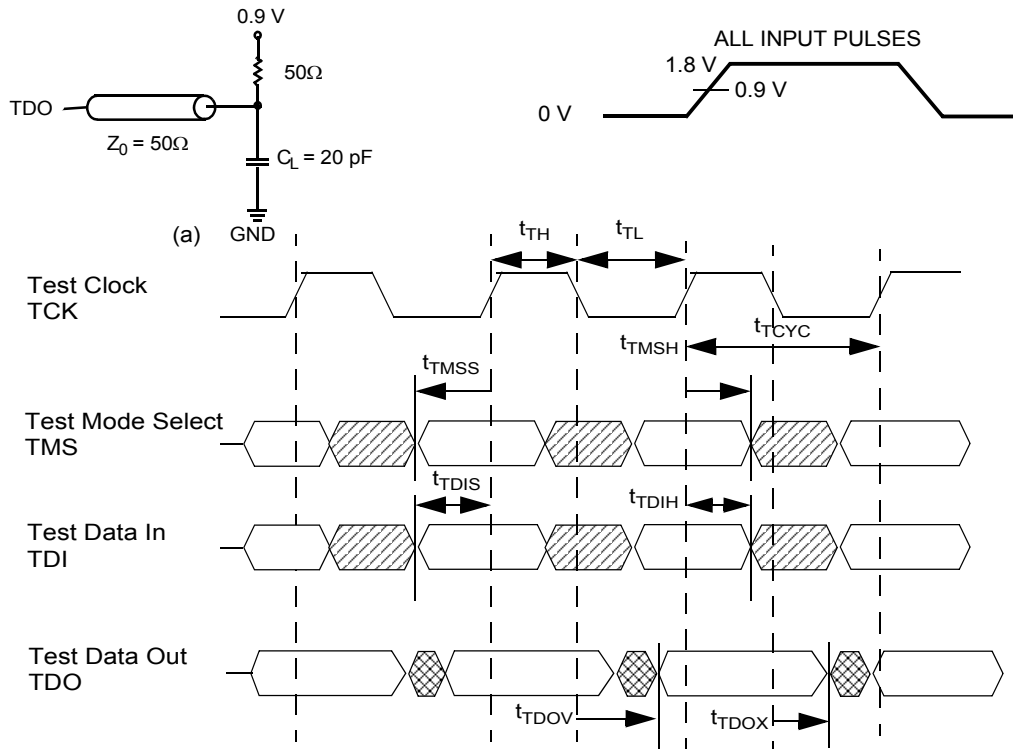 0.9 V
50Ω
TDO
Z0 = 50Ω
CL = 20 pF
(a)
GND
ALL INPUT PULSES
1.8 V
0.9 V
0 V
tTH
tTL
Test Clock
TCK
tTMSH
tTCYC
tTMSS
Test Mode Select
TMS
tTDIS
tTDIH
Test Data In
TDI
Test Data Out
TDO
tTDOV
tTDOX